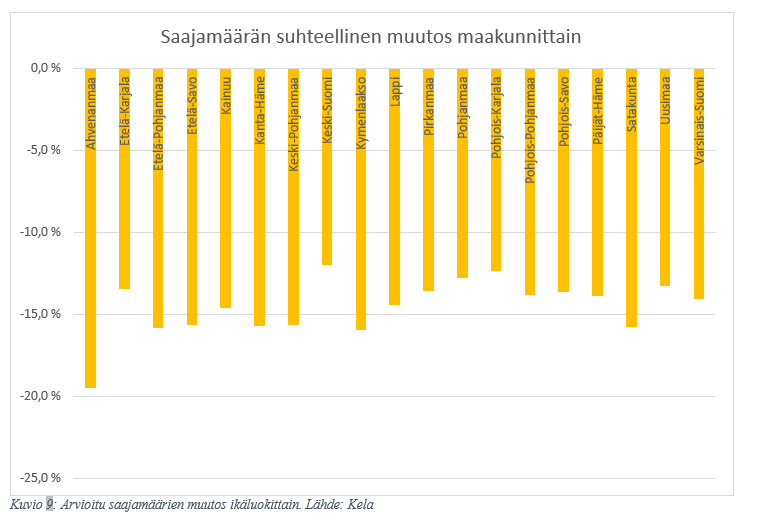 Saajamäärän suhteellinen muutos maakunnittain
0,0 %
-5,0 %
-10,0 %
-15,0 %
-20,0 %
-25,0 %
Ahvenanmaa
Etelä-Karjala
Etelä-Pohjanmaa
Etelä-Savo
Kainuu
Kanta-Häme
Keski-Pohjanmaa
Keski-Suomi
Kymenlaakso
Lappi
Pirkanmaa
Pohjanmaa
Pohjois-Karjala
Pohjois-Pohjanmaa
Pohjois-Savo
Päijät-Häme
Satakunta
Uusimaa
Varsinais-Suomi
Kuvio 9: Arvioitu saajamäärien muutos ikäluokittain. Lähde: Kela